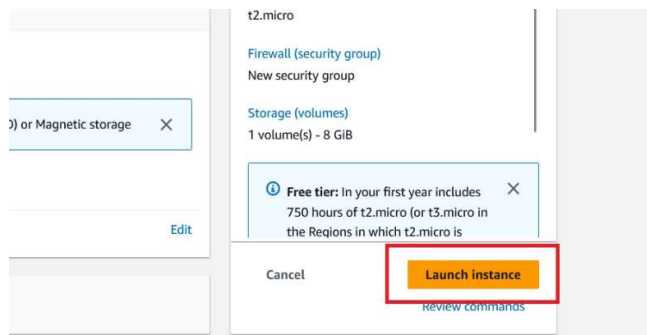 t2.micro
Firewall (security group)
New security group
Storage (volumes)
) or Magnetic storage
1 volume(s) - 8 GiB
Free tier: In your first year includes
750 hours of t2.micro (or t3.micro in
the Regions in which t2.micro is
Edit
Cancel
Launch instance
Review commands